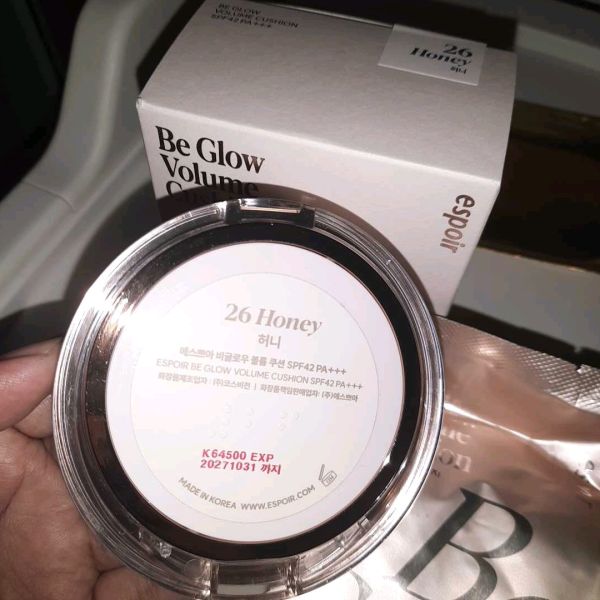 BE GLOW
VOLUME CUSHION
SPF42 PA+++
26
Honey
허니
Be Glow
Volume
espoir
26 Honey
허니
에스쁘아 비글로우 볼륨 쿠션 SPF42 PA+++
ESPOIR BE GLOW VOLUME CUSHION SPF42 PA+++
화장품제조업자 : (주)코스비전 | 화장품책임판매업자 : (주)에스쁘아
K64500 EXP
20271031 까지
MADE IN KOREA WWW.ESPOIR.COM